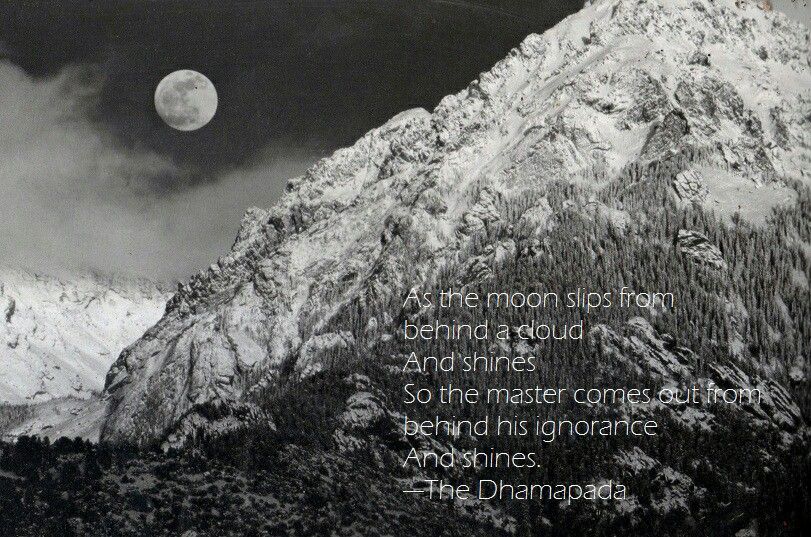 As the moon slips from
behind a cloud
And shines
So the master comes out from
behind his ignorance
And shines.
—The Dhamapada